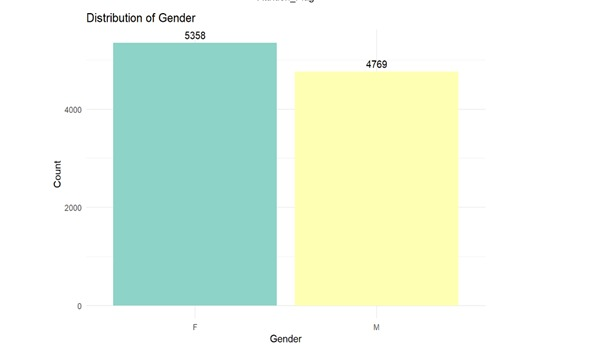 Distribution of Gender
5358
4769
4000
Count
2000
0
F M
Gender